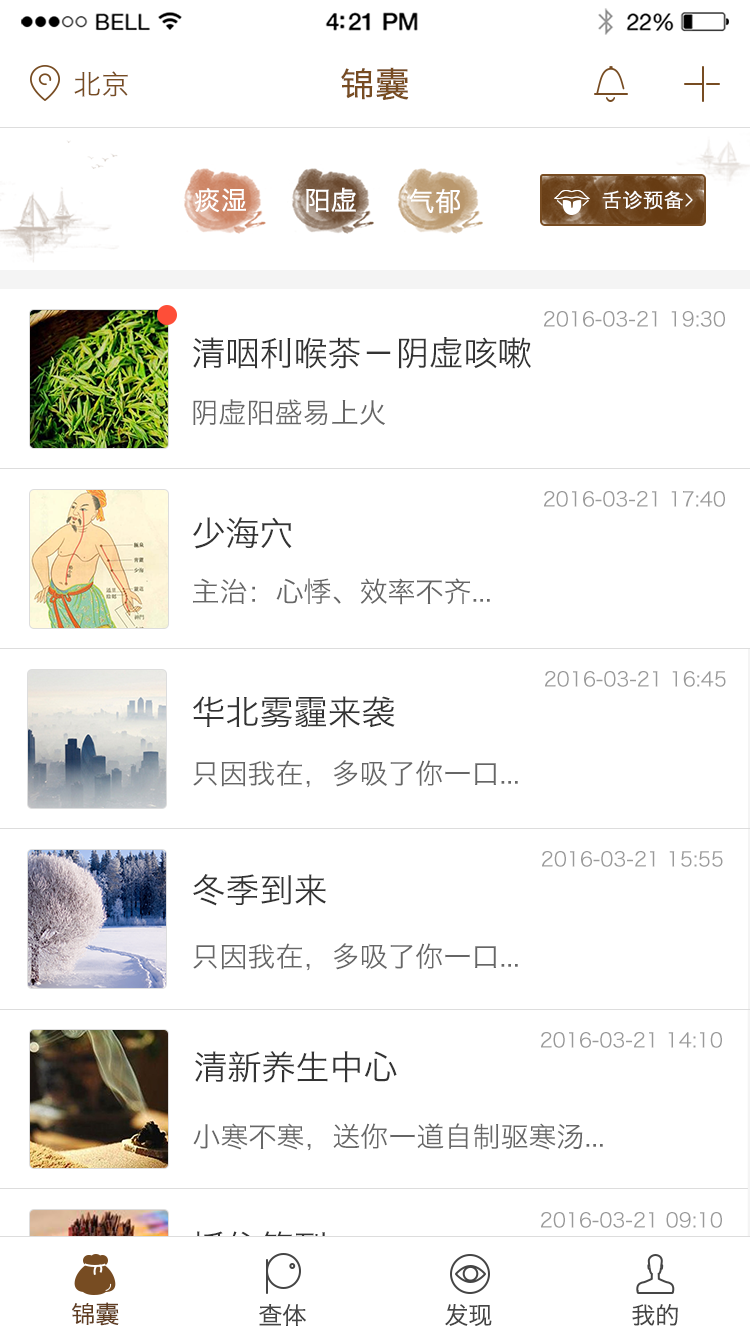 BELL 4:21 PM 22%
北京 锦囊
痰湿 阳虚 气郁 舌诊预备>
2016-03-21 19:30
清咽利喉茶－阴虚咳嗽
阴虚阳盛易上火
2016-03-21 17:40
少海穴
主治：心悸、效率不齐...
2016-03-21 16:45
华北雾霾来袭
只因我在，多吸了你一口...
2016-03-21 15:55
冬季到来
只因我在，多吸了你一口...
2016-03-21 14:10
清新养生中心
小寒不寒，送你一道自制驱寒汤...
2016-03-21 09:10
锦囊 查体 发现 我的